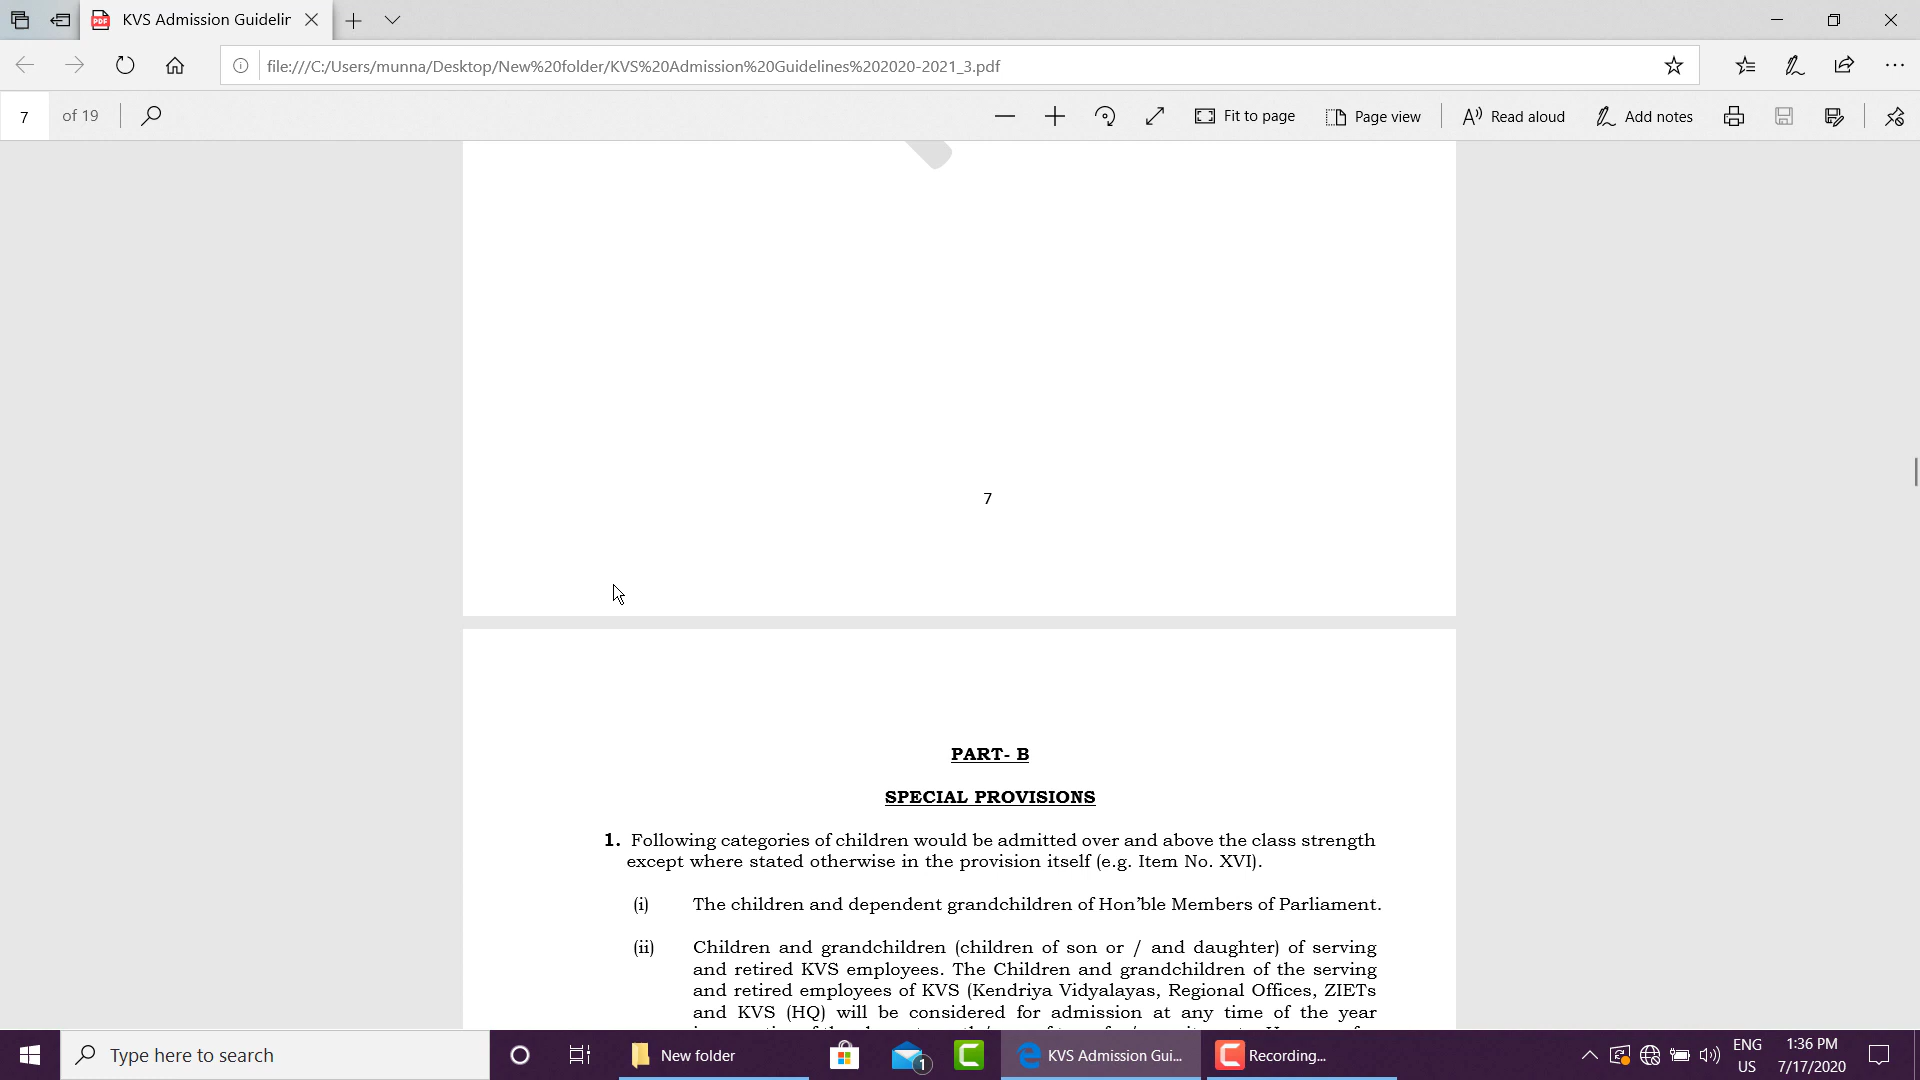 KVS Admission Guidelin
file:///C:/Users/munna/Desktop/New%20folder/KVS%20Admission%20Guidelines%202020-2021_3.pdf
7 of 19
Fit to page
Page view
Read aloud
Add notes
7
PART- B
SPECIAL PROVISIONS
1. Following categories of children would be admitted over and above the class strength
except where stated otherwise in the provision itself (e.g. Item No. XVI).
(i) The children and dependent grandchildren of Hon’ble Members of Parliament.
(ii) Children and grandchildren (children of son or / and daughter) of serving
and retired KVS employees. The Children and grandchildren of the serving
and retired employees of KVS (Kendriya Vidyalayas, Regional Offices, ZIETs
and KVS (HQ) will be considered for admission at any time of the year
Type here to search
New folder
1
KVS Admission Gui...
Recording...
ENG
US
1:36 PM
7/17/2020